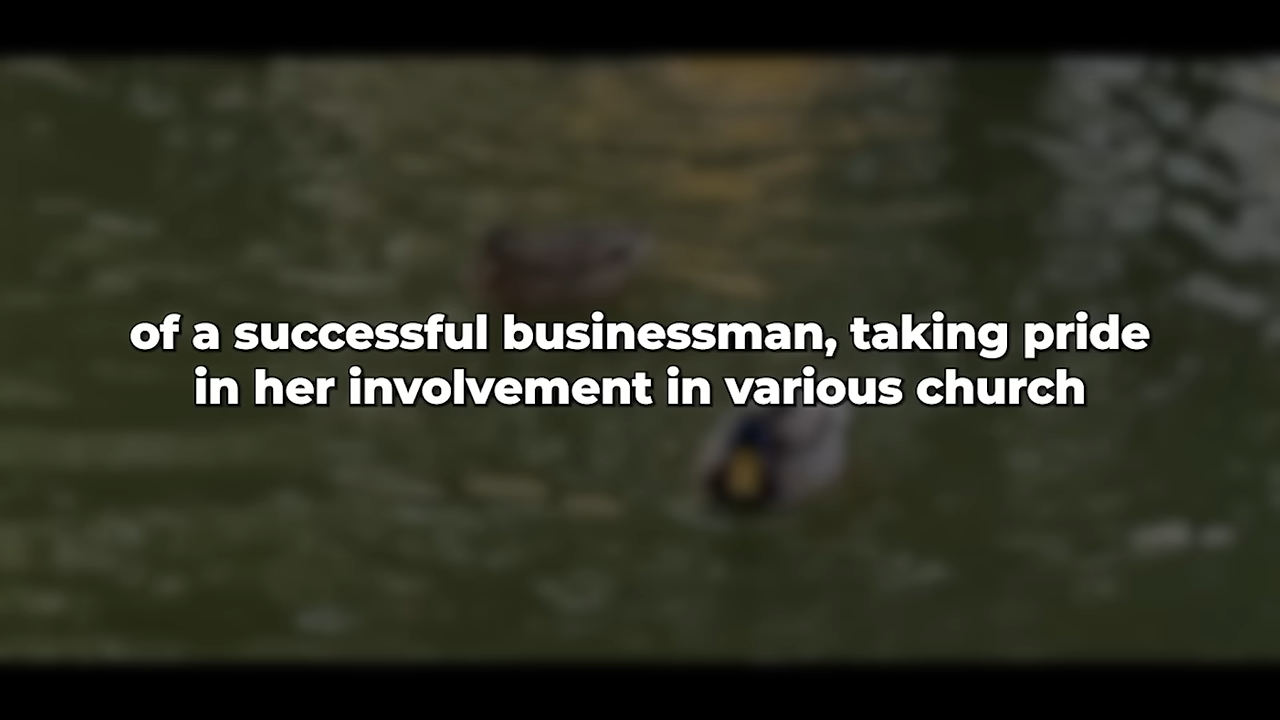 of a successful businessman, taking pride
in her involvement in various church